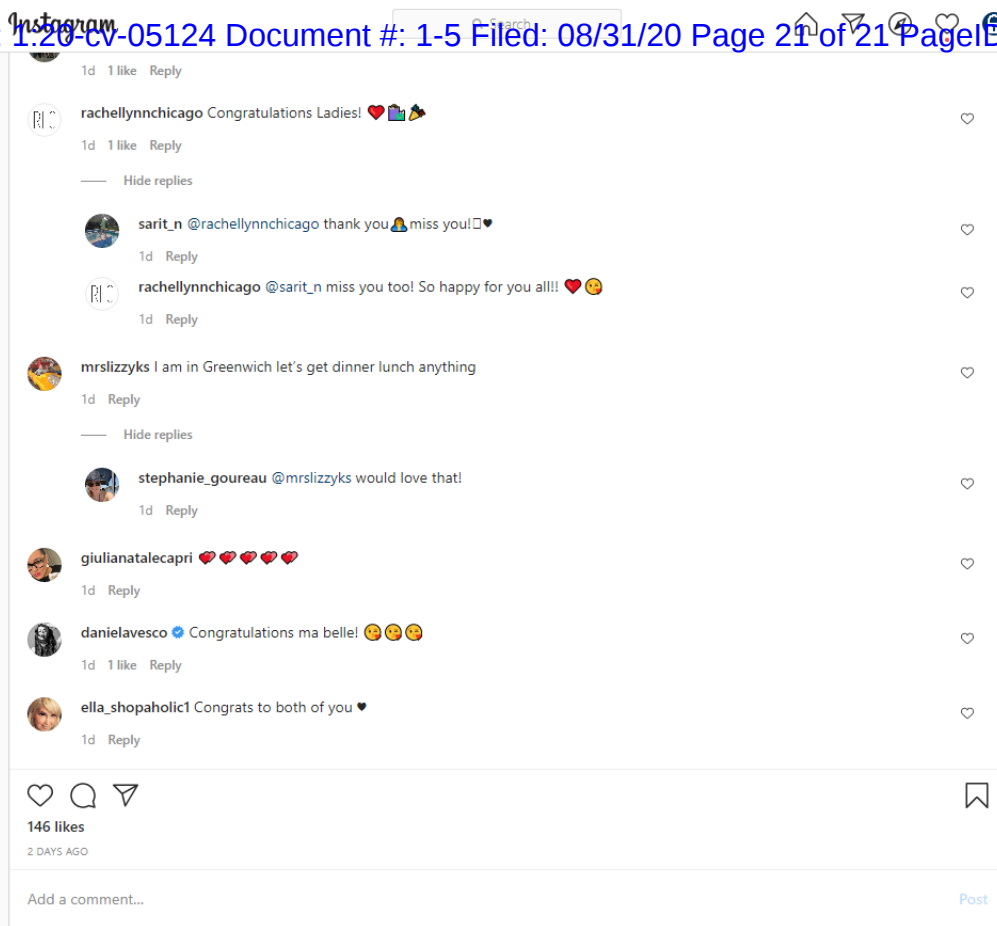 Instagram
Search
1:20-cv-05124 Document #: 1-5 Filed: 08/31/20 Page 21 of 21 PageID
1d 1 like Reply
rachellynnchicago Congratulations Ladies! ❤️🛍️🎉
1d 1 like Reply
Hide replies
sarit_n @rachellynnchicago thank you🤱miss you!▯♥
1d Reply
rachellynnchicago @sarit_n miss you too! So happy for you all!! ❤️😘
1d Reply
mrslizzyks I am in Greenwich let’s get dinner lunch anything
1d Reply
Hide replies
stephanie_goureau @mrslizzyks would love that!
1d Reply
giulianatalecapri 💕💕💕💕💕
1d Reply
danielavesco Congratulations ma belle! 😘😘😘
1d 1 like Reply
ella_shopaholic1 Congrats to both of you ♥
1d Reply
146 likes
2 DAYS AGO
Add a comment...
Post